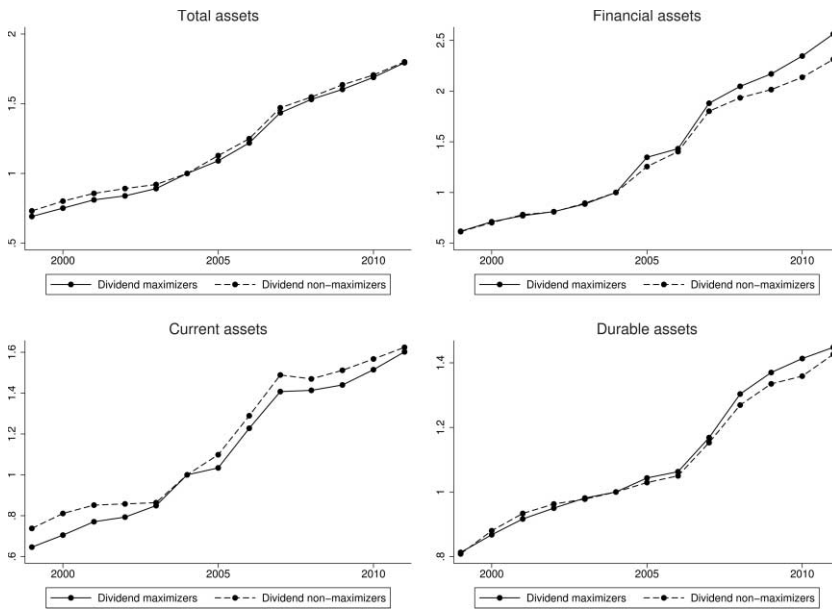 Total assets
2
1.5
1
.5
2000
2005
2010
Dividend maximizers
Dividend non-maximizers
Financial assets
2.5
2
1.5
1
.5
2000
2005
2010
Dividend maximizers
Dividend non-maximizers
Current assets
1.6
1.4
1.2
1
.8
.6
2000
2005
2010
Dividend maximizers
Dividend non-maximizers
Durable assets
1.4
1.2
1
.8
2000
2005
2010
Dividend maximizers
Dividend non-maximizers